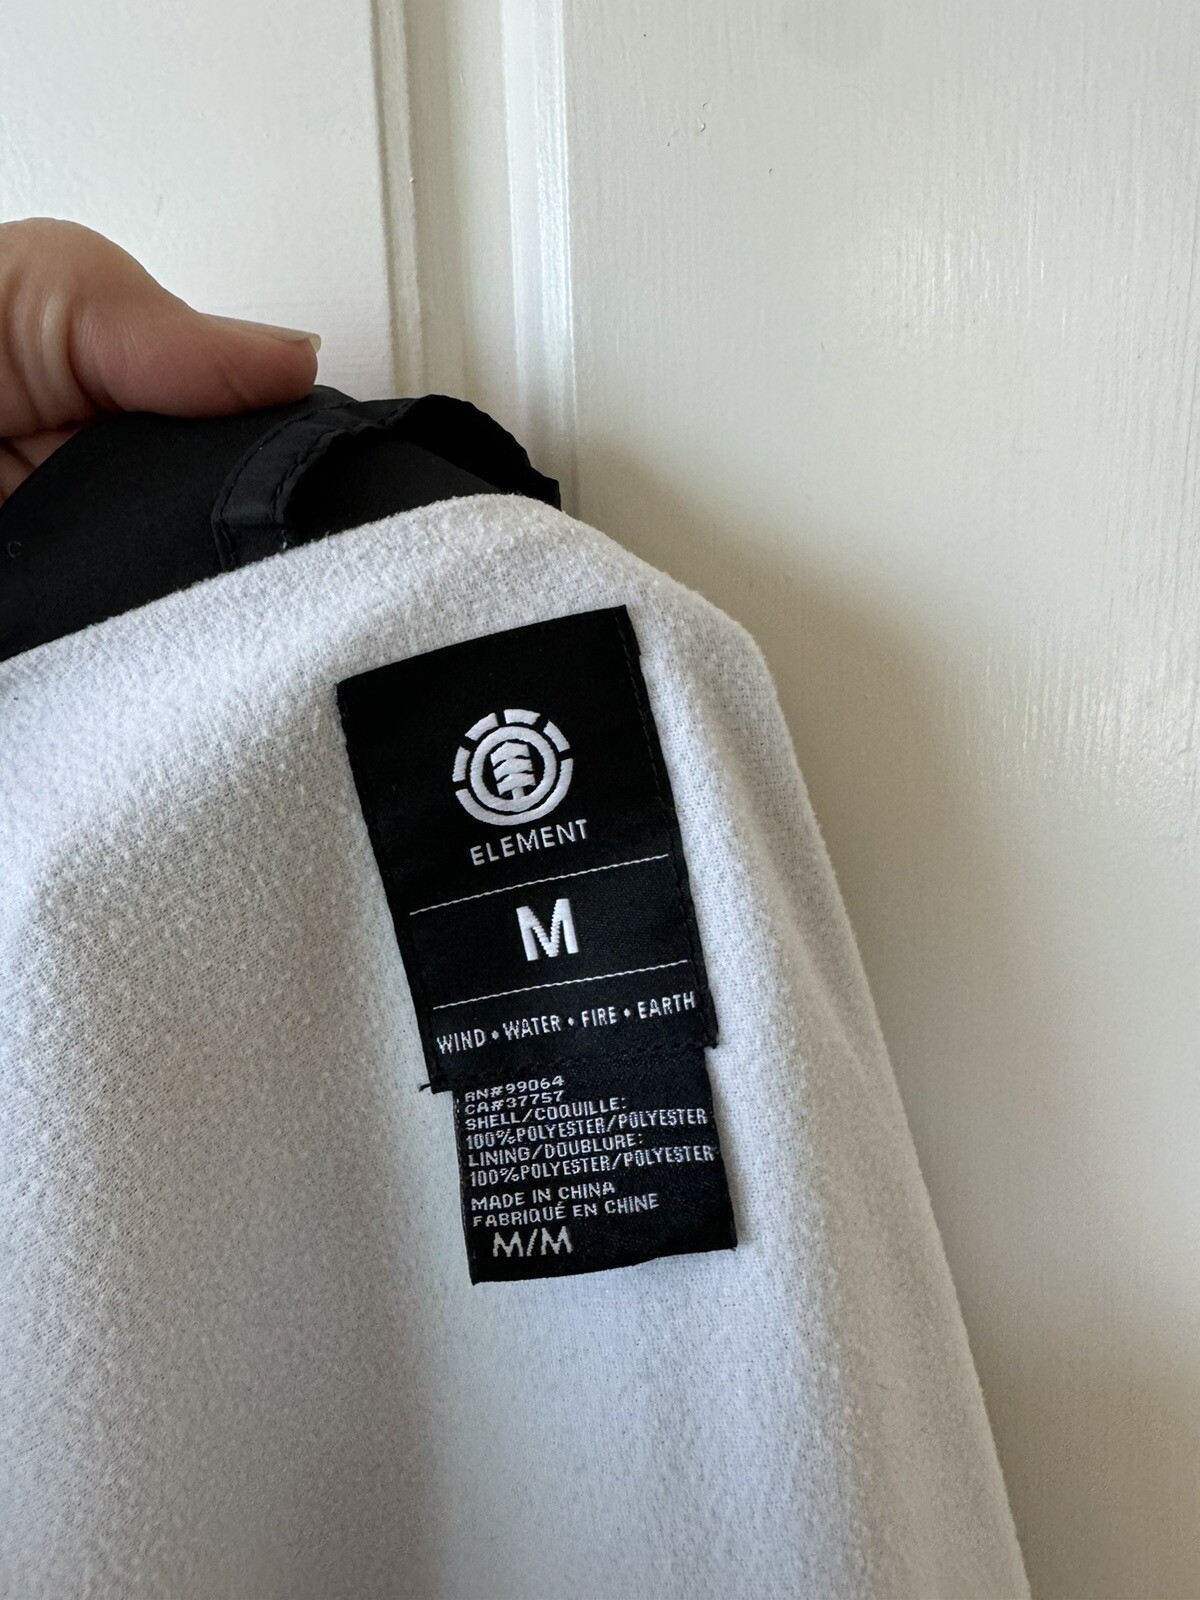 ELEMENT
M
WIND • WATER • FIRE • EARTH
RN#99064
CA#37757
SHELL/COQUILLE:
100%POLYESTER/POLYESTER
LINING/DOUBLURE:
100%POLYESTER/POLYESTER
MADE IN CHINA
FABRIQUÉ EN CHINE
M/M